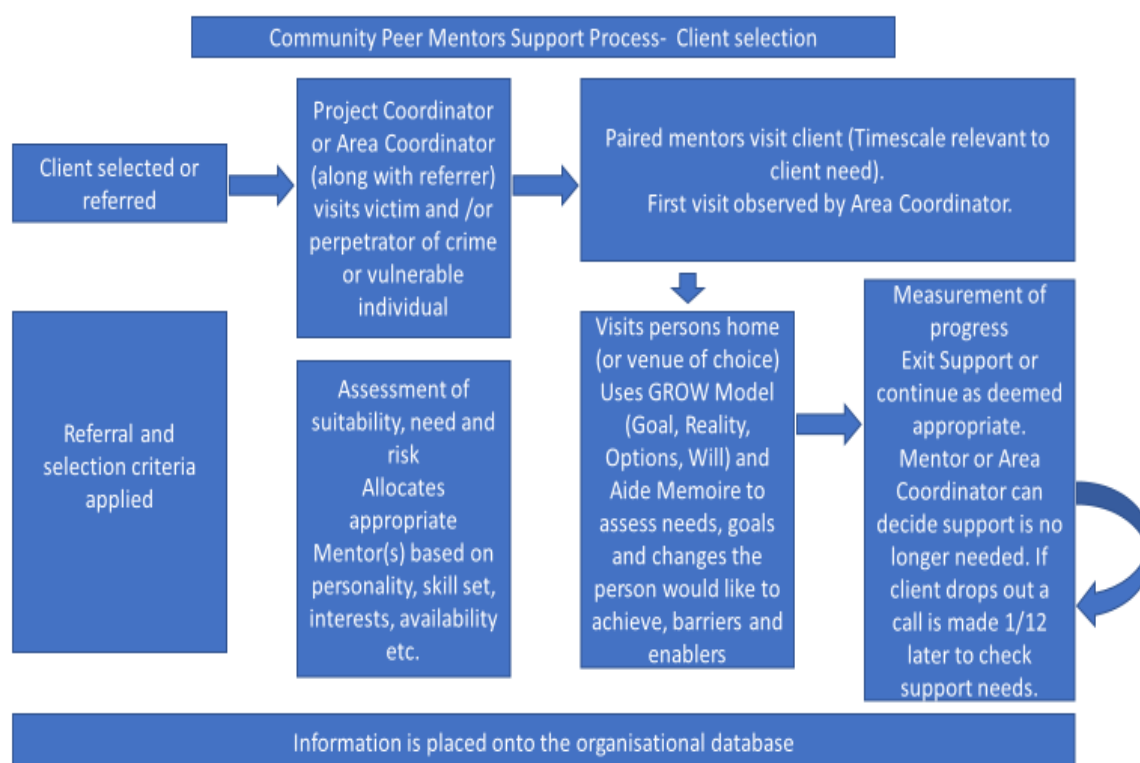 Community Peer Mentors Support Process- Client selection
Client selected or
referred
Project Coordinator
or Area Coordinator
(along with referrer)
visits victim and /or
perpetrator of crime
or vulnerable
individual
Paired mentors visit client (Timescale relevant to
client need).
First visit observed by Area Coordinator.
Referral and
selection criteria
applied
Assessment of
suitability, need and
risk
Allocates
appropriate
Mentor(s) based on
personality, skill set,
interests, availability
etc.
Visits persons home
(or venue of choice)
Uses GROW Model
(Goal, Reality,
Options, Will) and
Aide Memoire to
assess needs, goals
and changes the
person would like to
achieve, barriers and
enablers
Measurement of
progress
Exit Support or
continue as deemed
appropriate.
Mentor or Area
Coordinator can
decide support is no
longer needed. If
client drops out a
call is made 1/12
later to check
support needs.
Information is placed onto the organisational database